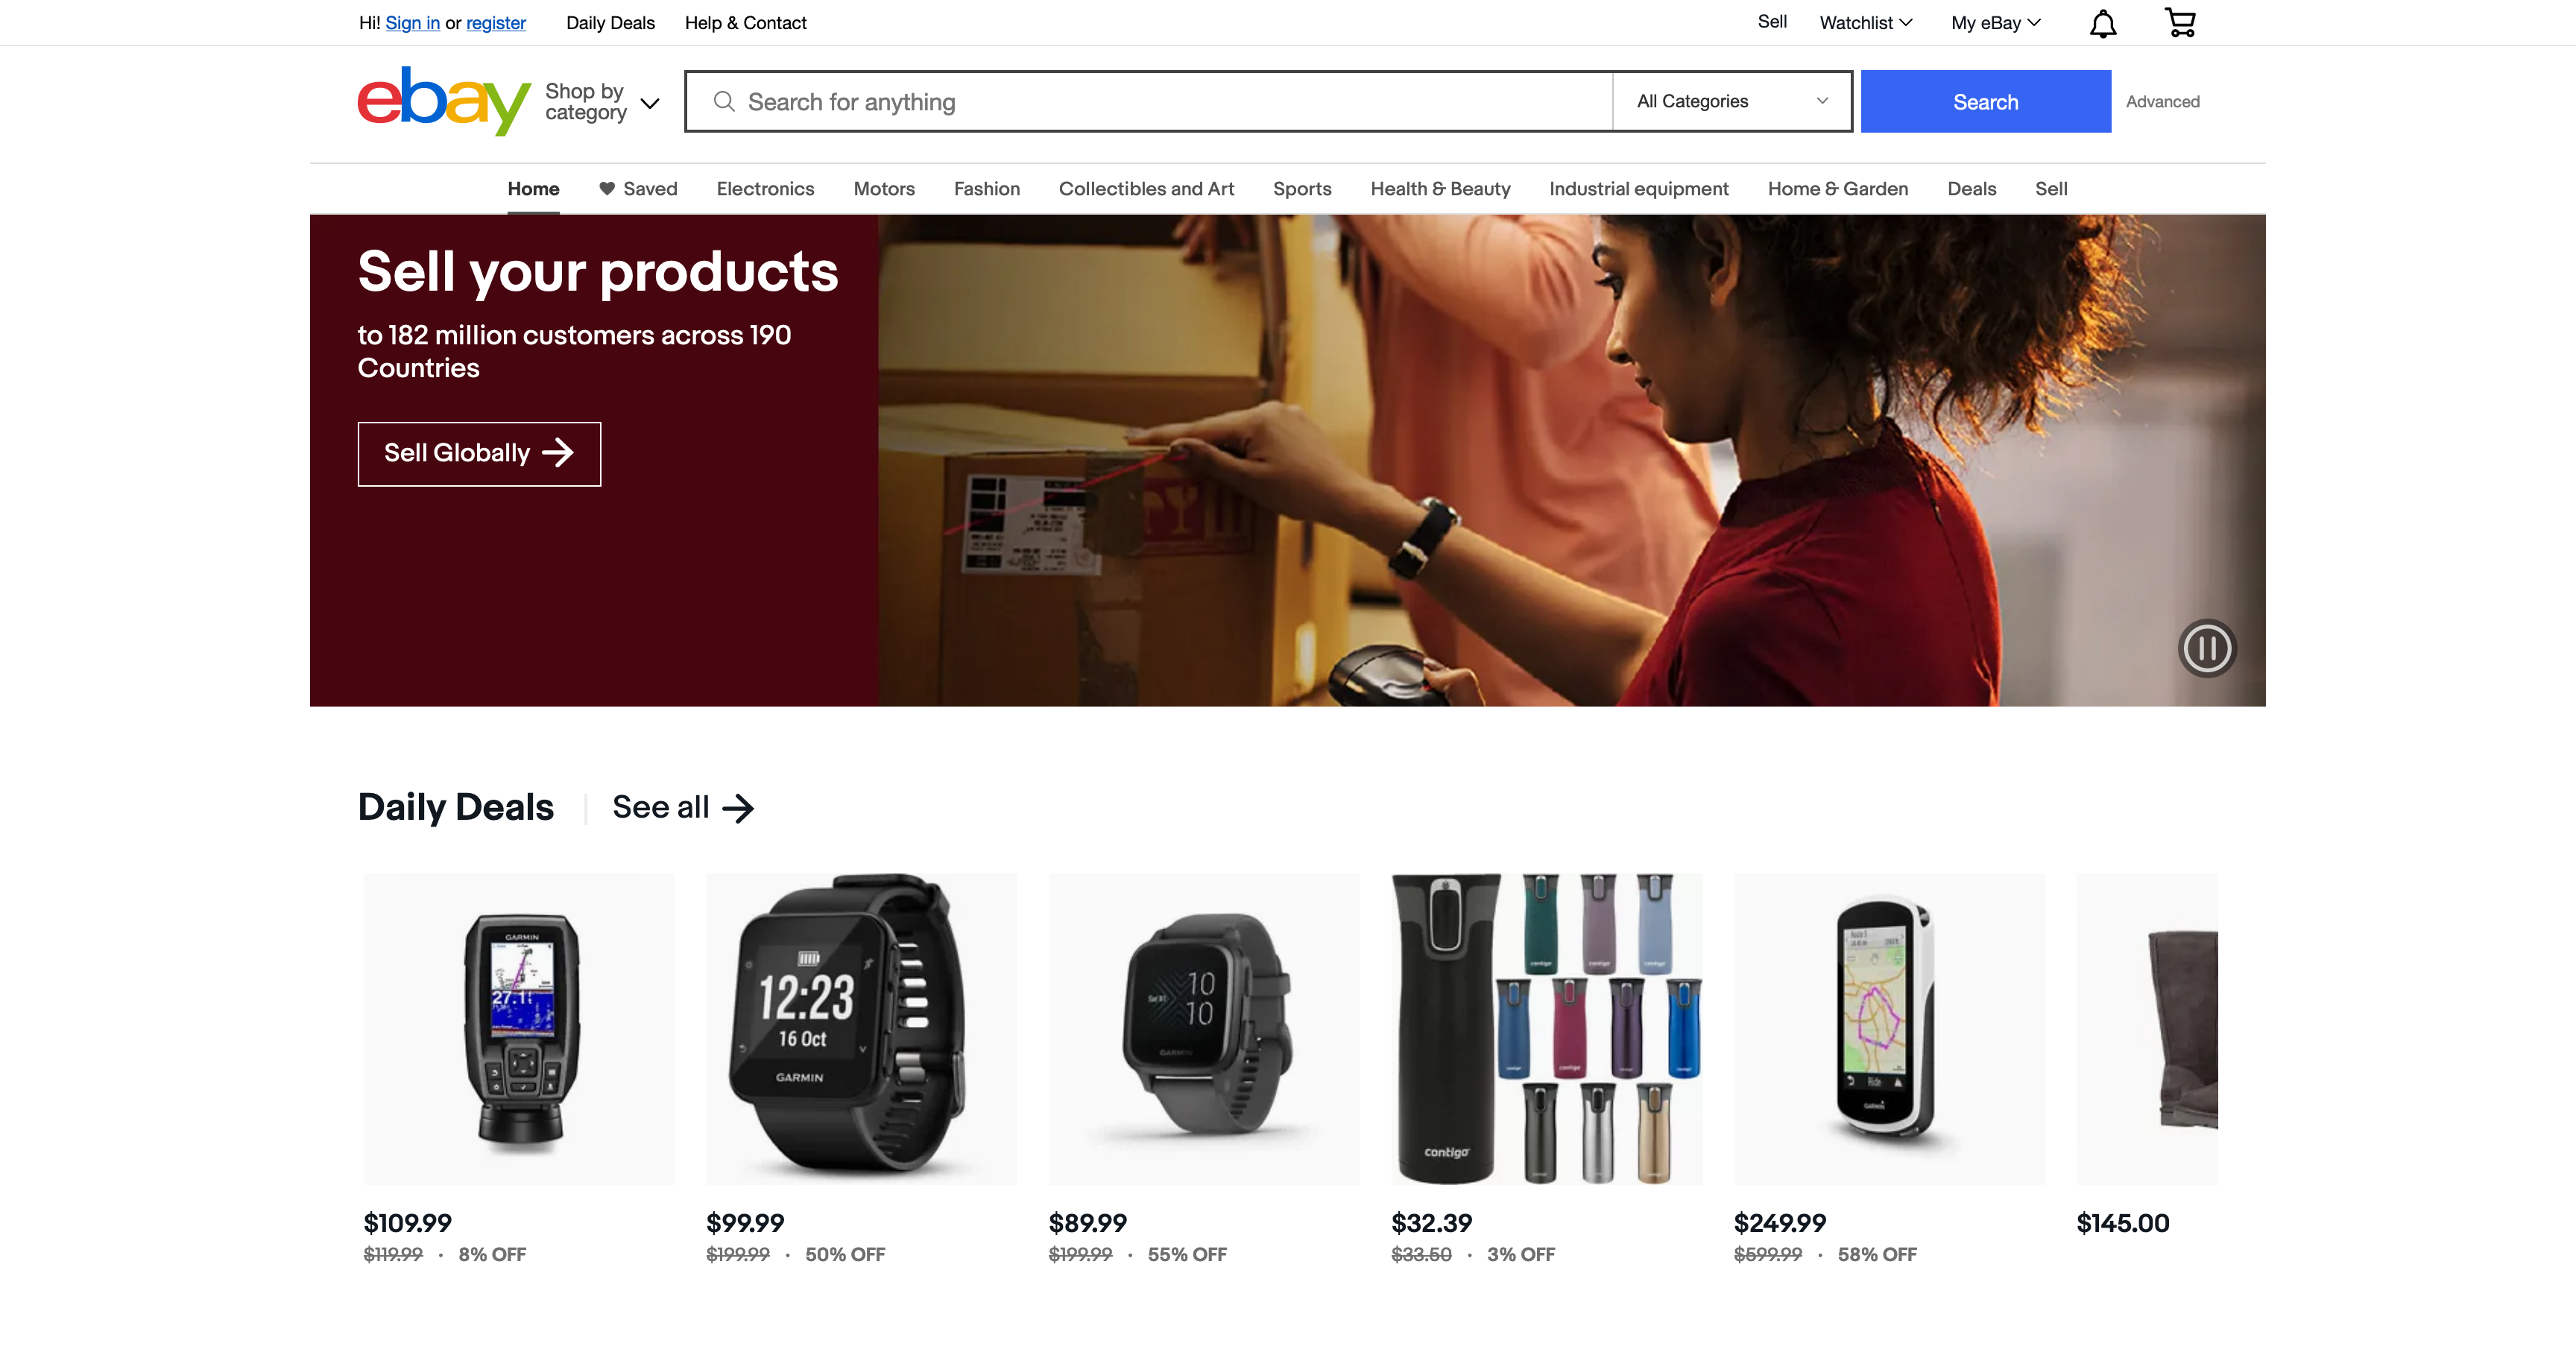 Hi! Sign in or register
Daily Deals
Help & Contact
Sell
Watchlist
My eBay
ebay
Shop by
category
Search for anything
All Categories
Search
Advanced
Home
Saved
Electronics
Motors
Fashion
Collectibles and Art
Sports
Health & Beauty
Industrial equipment
Home & Garden
Deals
Sell
Sell your products
to 182 million customers across 190
Countries
Sell Globally
Daily Deals
See all
GARMIN
27.1
12:23
16 Oct
GARMIN
10
10
GARMIN
contigo
Ride
GARMIN
$109.99
$119.99 · 8% OFF
$99.99
$199.99 · 50% OFF
$89.99
$199.99 · 55% OFF
$32.39
$33.50 · 3% OFF
$249.99
$599.99 · 58% OFF
$145.00